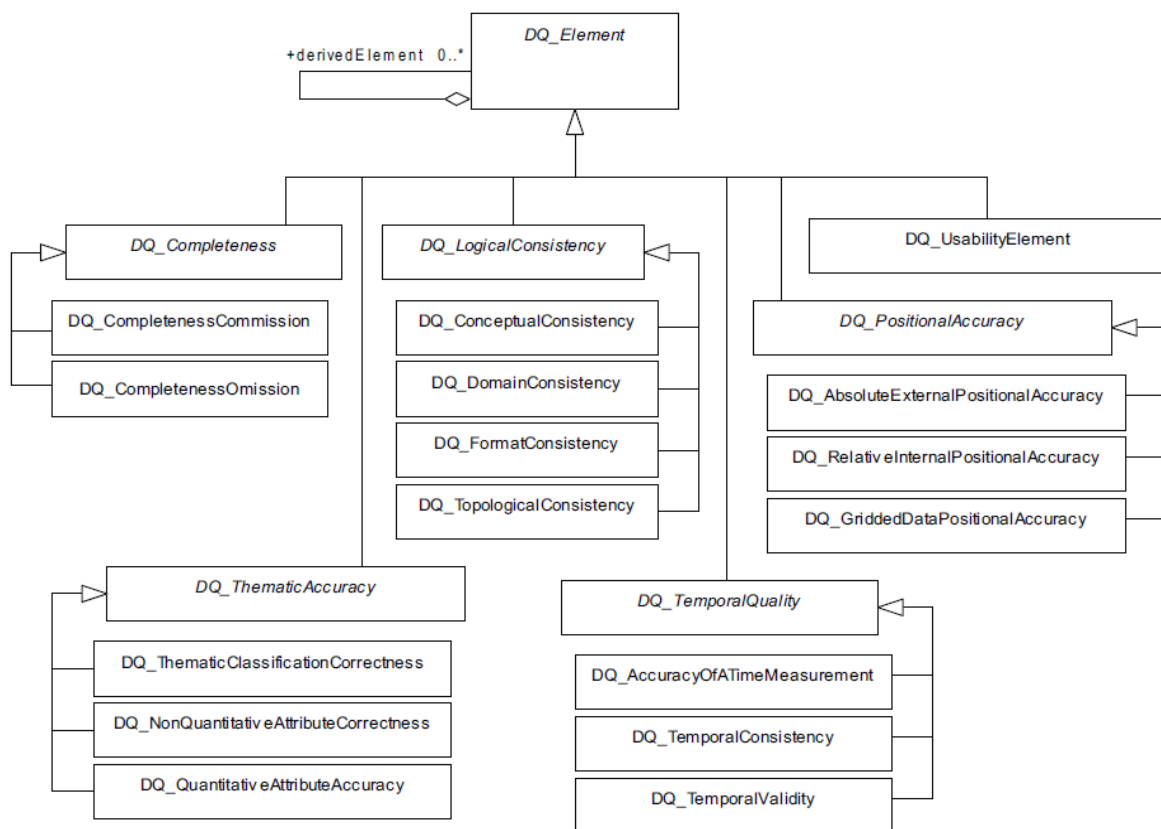 DQ_Element
+derivedElement 0..*
DQ_Completeness
DQ_CompletenessCommission
DQ_CompletenessOmission
DQ_LogicalConsistency
DQ_ConceptualConsistency
DQ_DomainConsistency
DQ_FormatConsistency
DQ_TopologicalConsistency
DQ_UsabilityElement
DQ_PositionalAccuracy
DQ_AbsoluteExternalPositionalAccuracy
DQ_RelativeInternalPositionalAccuracy
DQ_GriddedDataPositionalAccuracy
DQ_ThematicAccuracy
DQ_ThematicClassificationCorrectness
DQ_NonQuantitativeAttributeCorrectness
DQ_QuantitativeAttributeAccuracy
DQ_TemporalQuality
DQ_AccuracyOfATimeMeasurement
DQ_TemporalConsistency
DQ_TemporalValidity